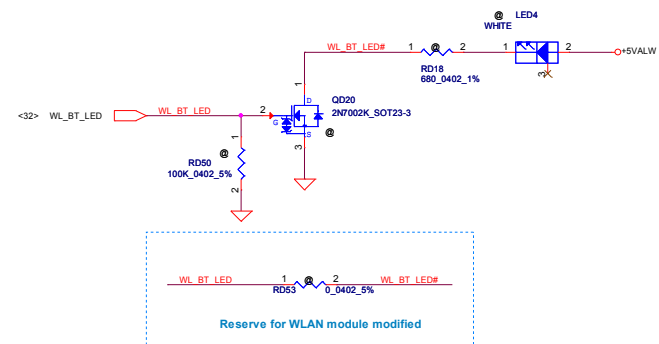 @ LED4
WHITE
WL_BT_LED# 1 @ 2 1 2 +5VALW
RD18
680_0402_1%
3
1
D
QD20
2N7002K_SOT23-3
<32> WL_BT_LED WL_BT_LED 2
G
S
@
1
3
@
RD50
100K_0402_5%
2
WL_BT_LED 1 @ 2 WL_BT_LED#
RD53 0_0402_5%
Reserve for WLAN module modified